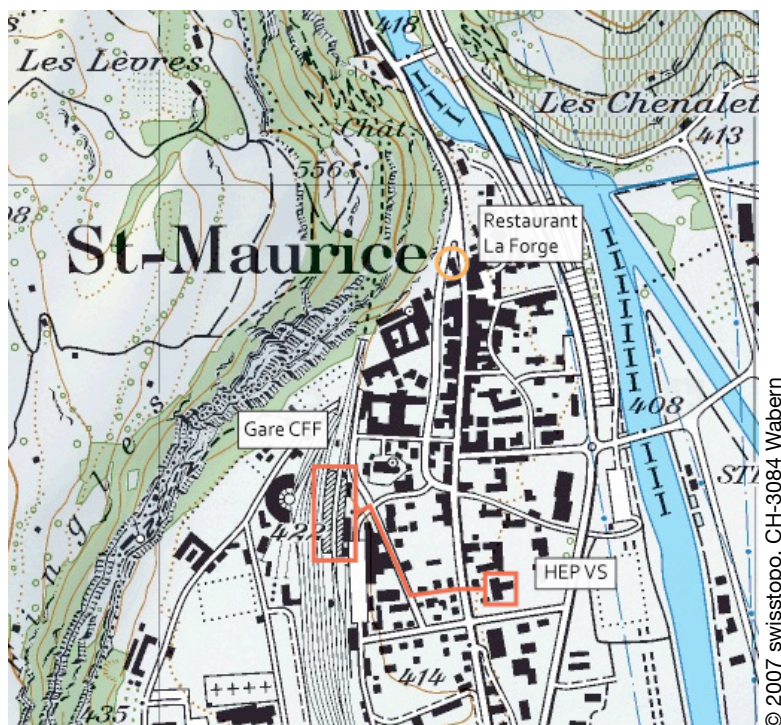 418
Les Lèvres
Les Chenalet
413
Chât.
556
Restaurant
La Forge
St-Maurice
408
Gare CFF
422
HEP VS
414
435
© 2007 swisstopo, CH-3084 Wabern